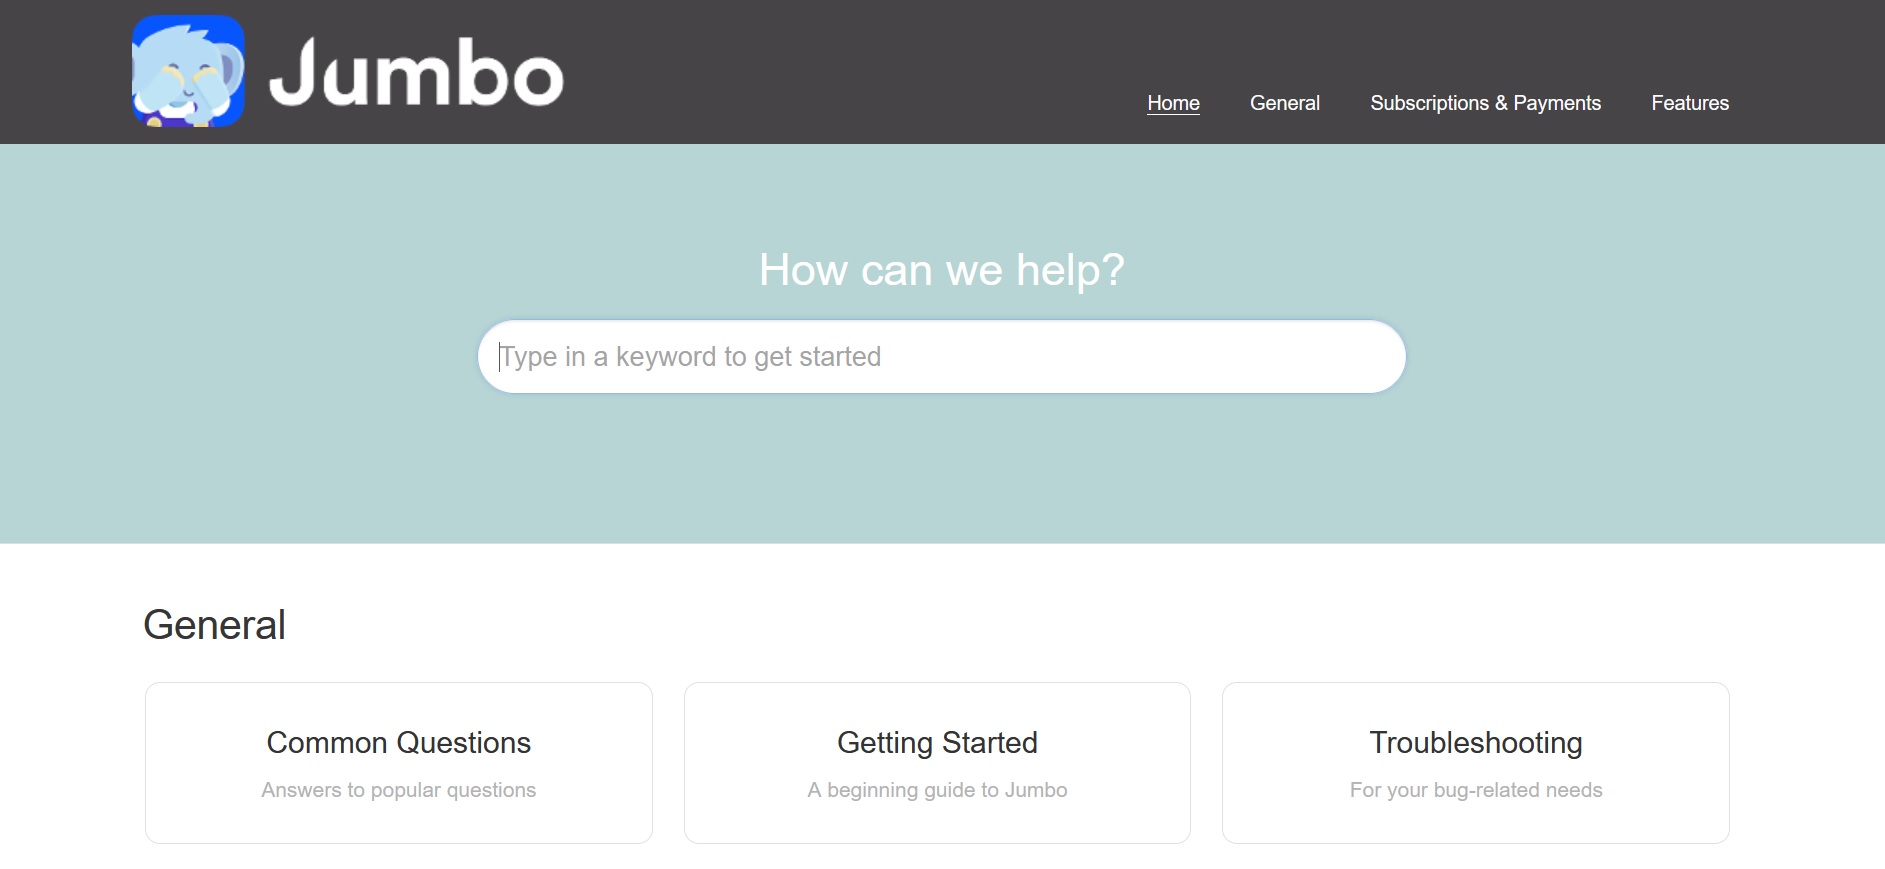 Jumbo
Home
General
Subscriptions & Payments
Features
How can we help?
Type in a keyword to get started
General
Common Questions
Answers to popular questions
Getting Started
A beginning guide to Jumbo
Troubleshooting
For your bug-related needs